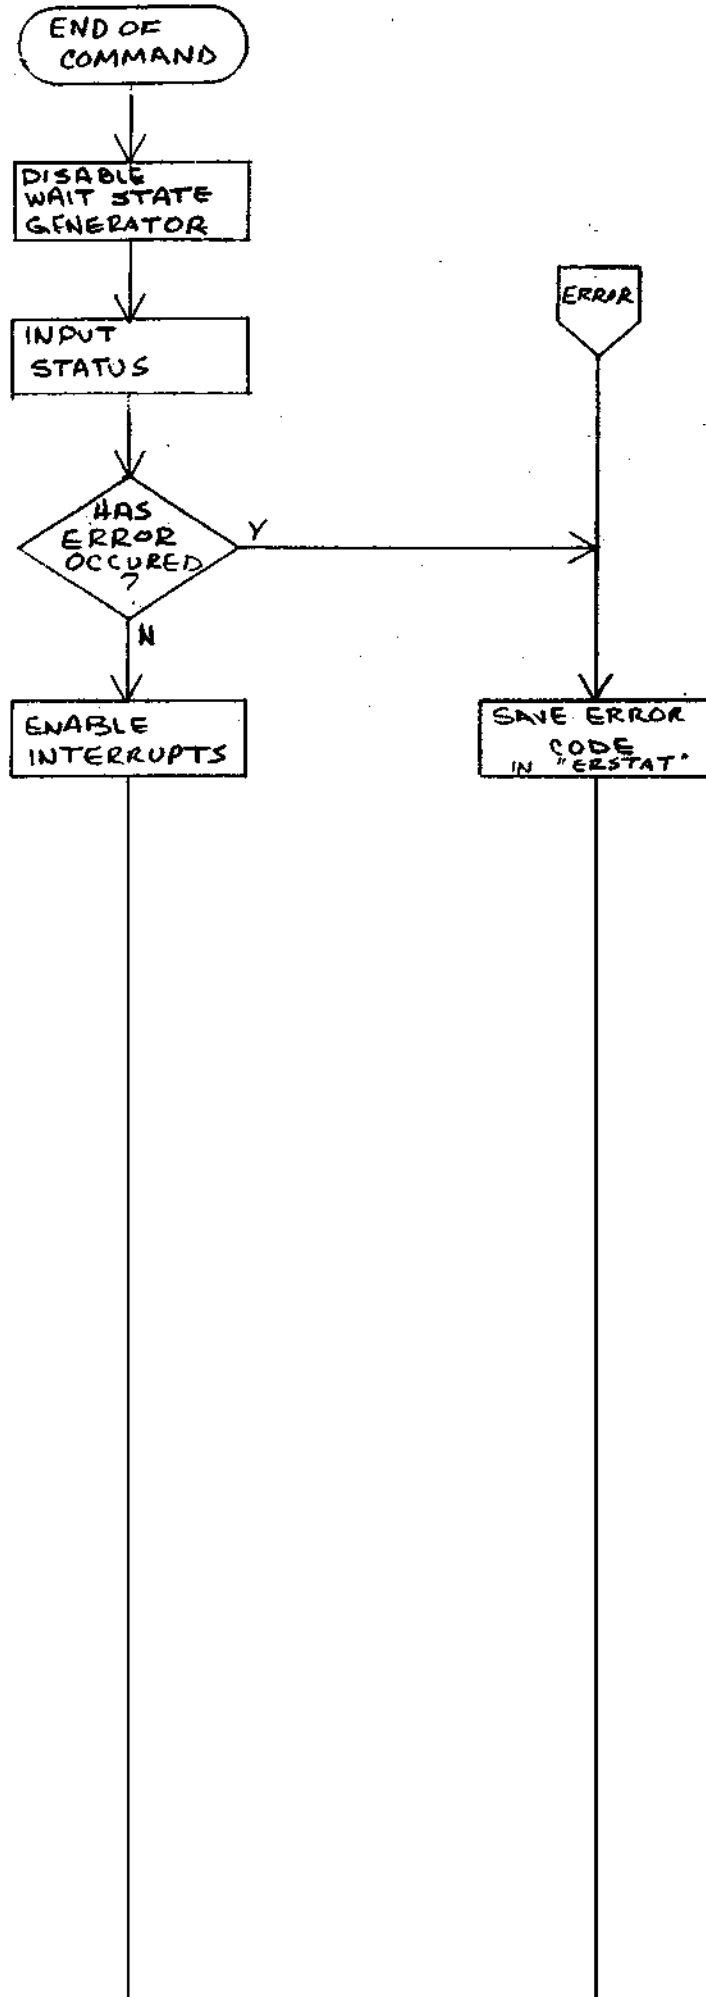 END OF
COMMAND
DISABLE
WAIT STATE
GENERATOR
INPUT
STATUS
ERROR
HAS
ERROR
OCCURED
?
Y
N
ENABLE
INTERRUPTS
SAVE ERROR
CODE
IN "ERSTAT"